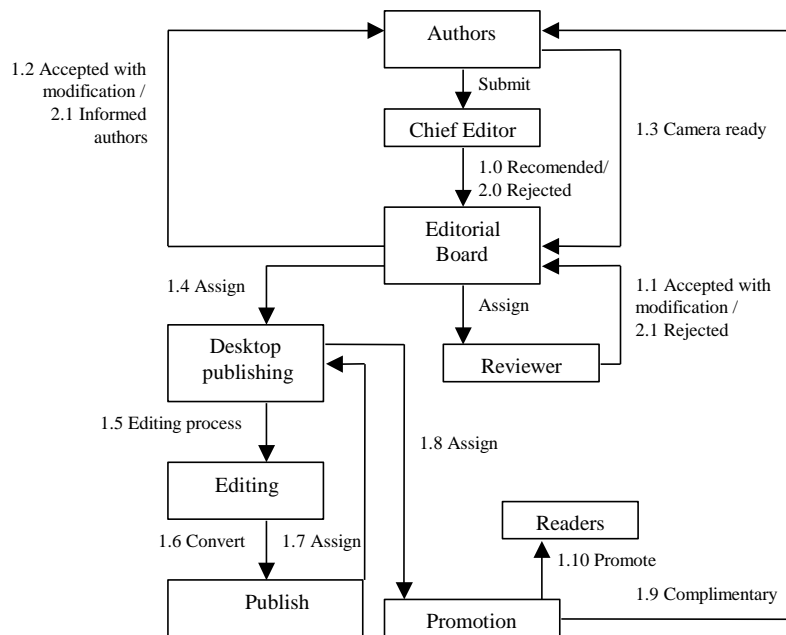 Authors
1.2 Accepted with
modification /
2.1 Informed
authors
Submit
Chief Editor
1.3 Camera ready
1.0 Recomended/
2.0 Rejected
Editorial
Board
1.4 Assign
Assign
1.1 Accepted with
modification /
2.1 Rejected
Desktop
publishing
Reviewer
1.5 Editing process
1.8 Assign
Editing
Readers
1.6 Convert
1.7 Assign
1.10 Promote
1.9 Complimentary
Publish
Promotion